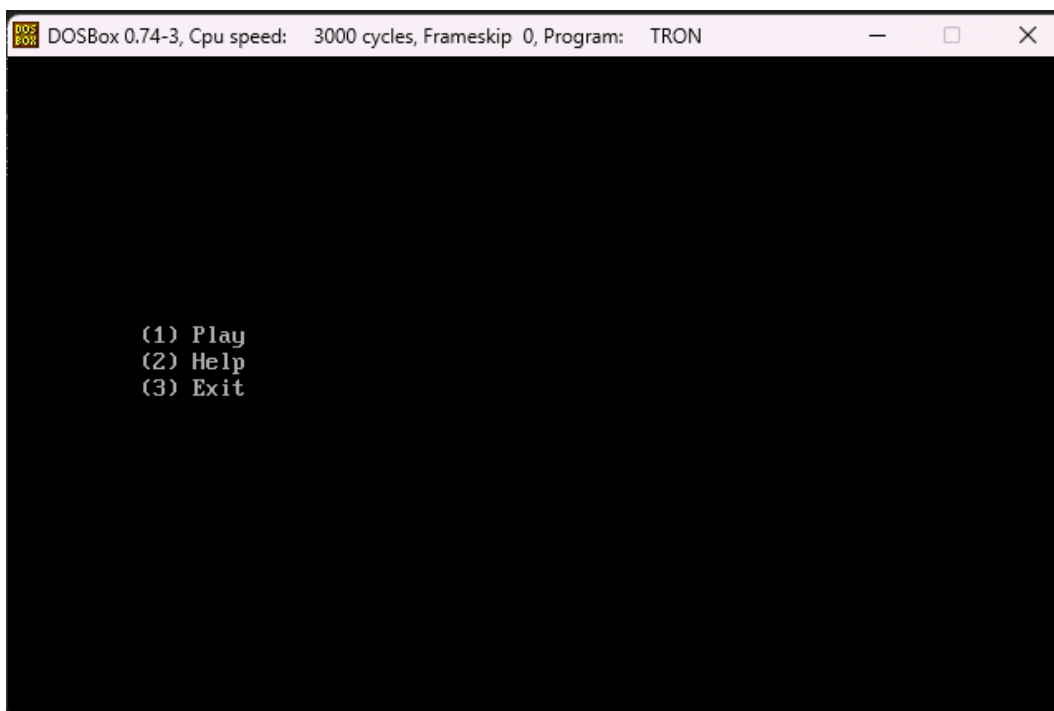 DOSBox 0.74-3, Cpu speed: 3000 cycles, Frameskip 0, Program: TRON
(1) Play
(2) Help
(3) Exit